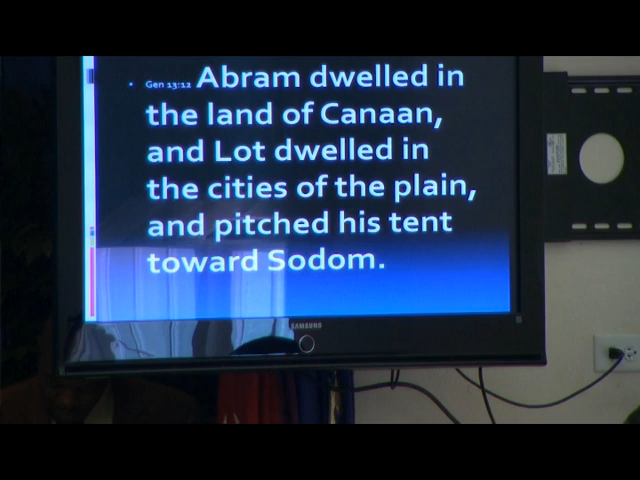 • Gen 13:12 Abram dwelled in
the land of Canaan,
and Lot dwelled in
the cities of the plain,
and pitched his tent
toward Sodom.
SAMSUNG